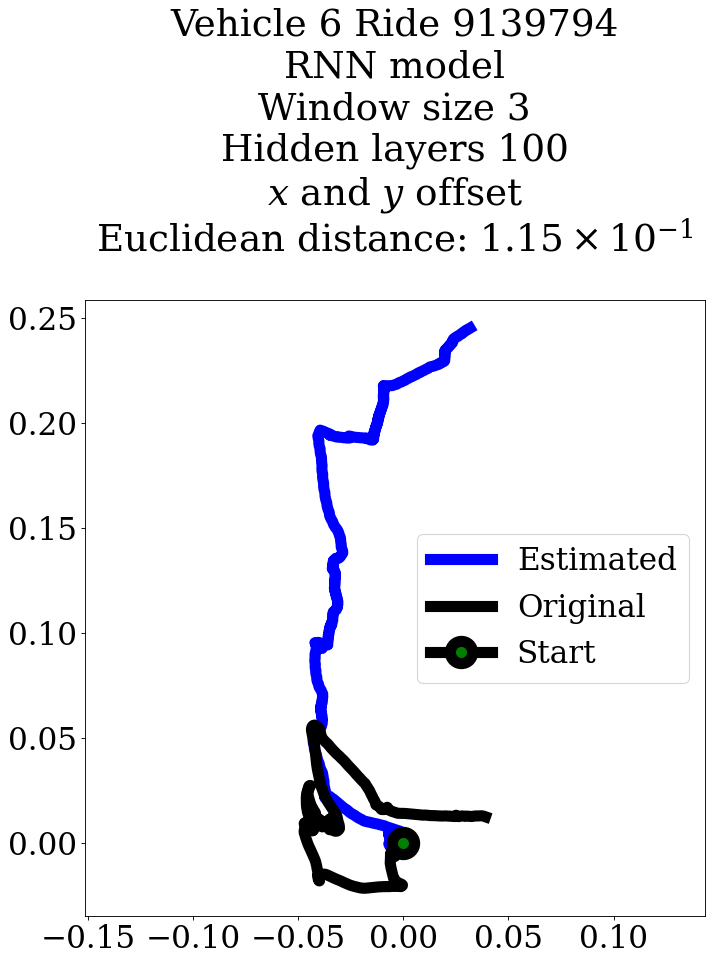 Vehicle 6 Ride 9139794
RNN model
Window size 3
Hidden layers 100
x and y offset
Euclidean distance: 1.15 × 10⁻¹
0.25
0.20
0.15
0.10
0.05
0.00
Estimated
Original
Start
−0.15 −0.10 −0.05 0.00 0.05 0.10